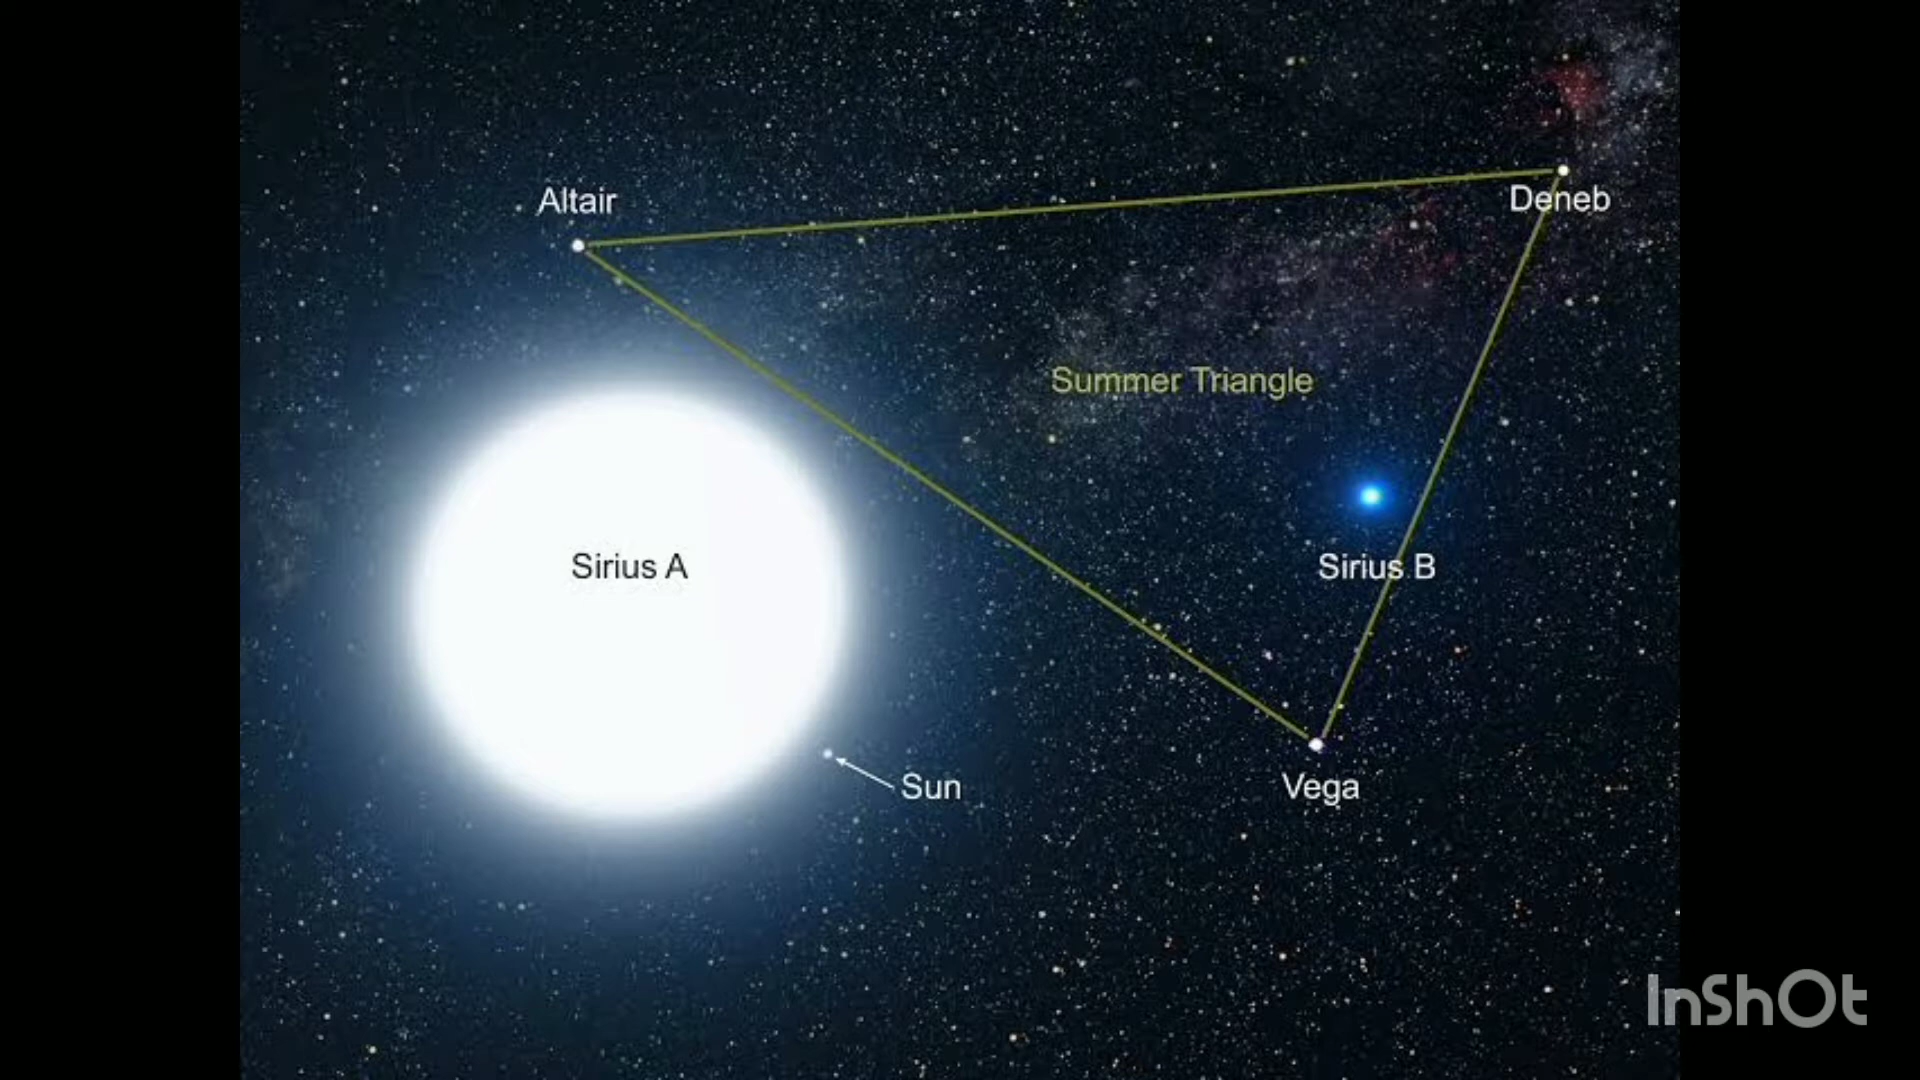 Altair
Deneb
Summer Triangle
Sirius A
Sirius B
Sun
Vega
InShOt